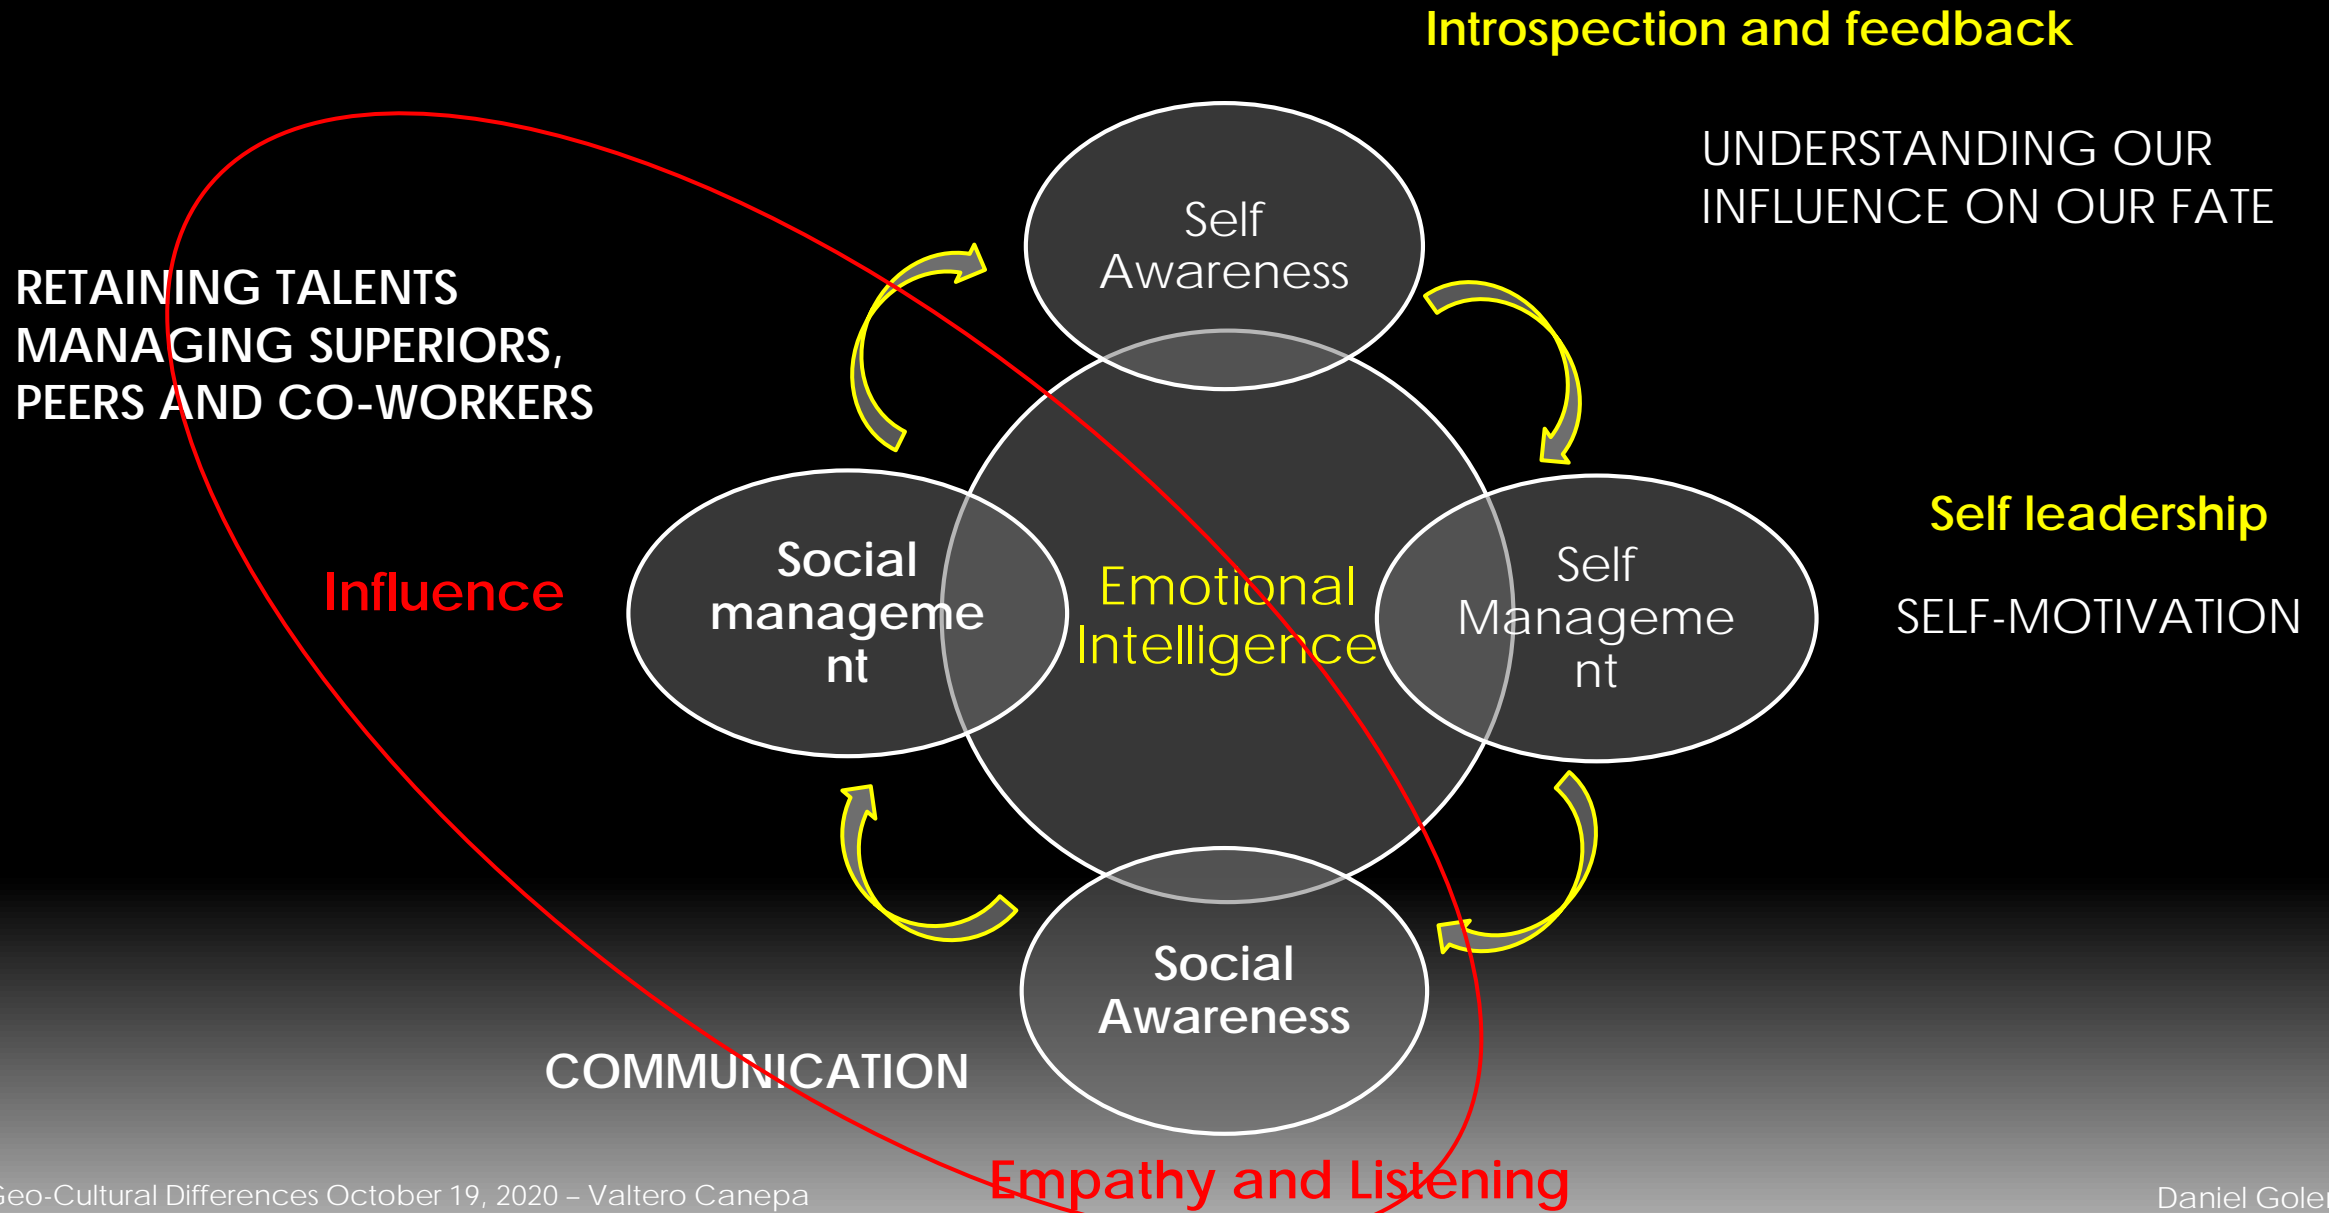 Introspection and feedback
UNDERSTANDING OUR
INFLUENCE ON OUR FATE
Self
Awareness
RETAINING TALENTS
MANAGING SUPERIORS,
PEERS AND CO-WORKERS
Self leadership
SELF-MOTIVATION
Influence
Social
manageme
nt
Emotional
Intelligence
Self
Manageme
nt
Social
Awareness
COMMUNICATION
Empathy and Listening
Geo-Cultural Differences October 19, 2020 – Valtero Canepa
Daniel